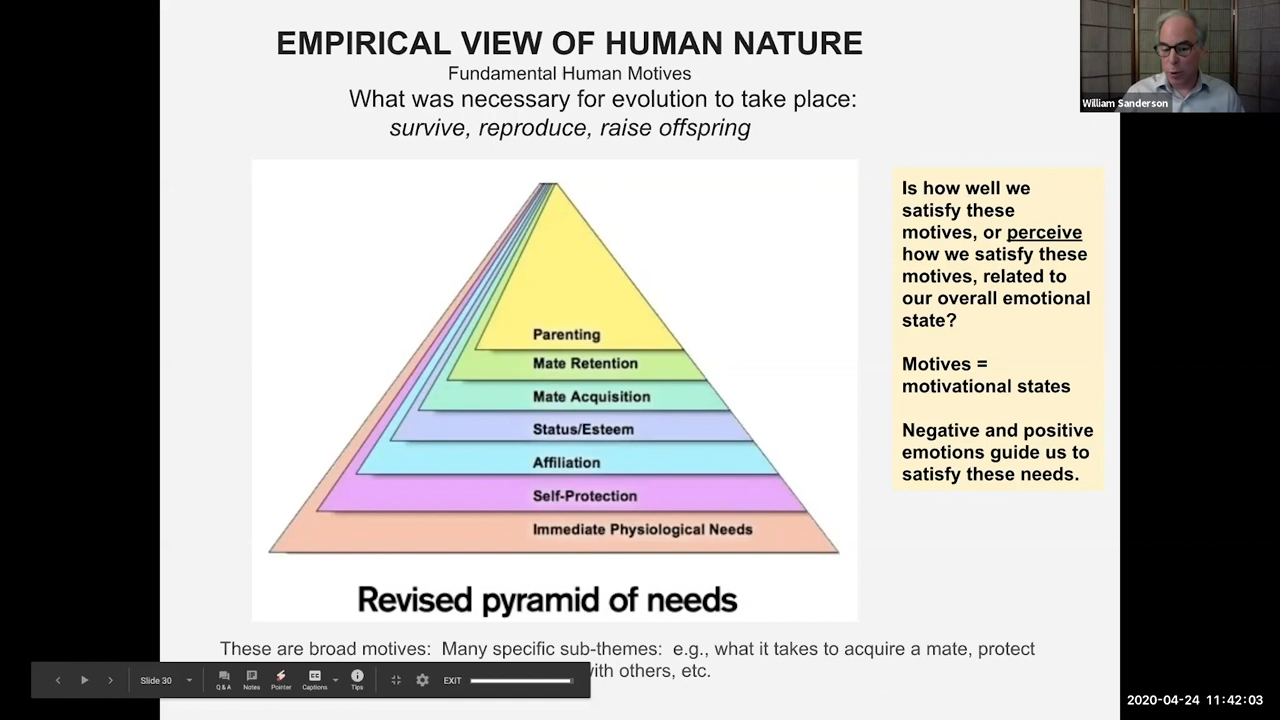 EMPIRICAL VIEW OF HUMAN NATURE
Fundamental Human Motives
What was necessary for evolution to take place:
survive, reproduce, raise offspring
William Sanderson
Parenting
Mate Retention
Mate Acquisition
Status/Esteem
Affiliation
Self-Protection
Immediate Physiological Needs
Revised pyramid of needs
Is how well we
satisfy these
motives, or perceive
how we satisfy these
motives, related to
our overall emotional
state?
Motives =
motivational states
Negative and positive
emotions guide us to
satisfy these needs.
These are broad motives: Many specific sub-themes: e.g., what it takes to acquire a mate, protect
with others, etc.
Slide 30
Q & A
Notes
Pointer
Captions
Tips
EXIT
2020-04-24 11:42:03